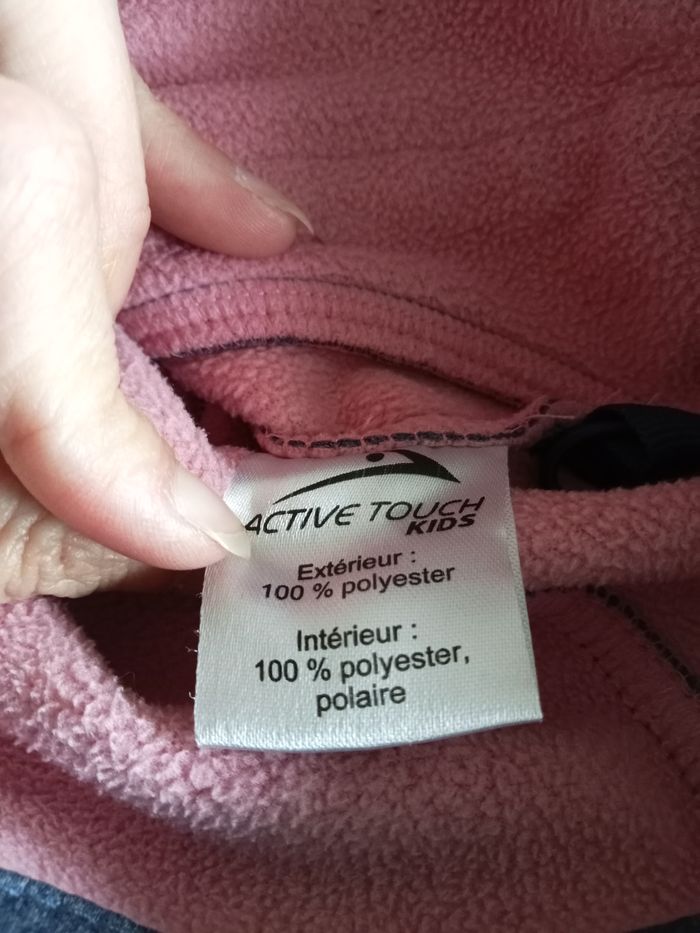 ACTIVE TOUCH
KIDS
Extérieur :
100 % polyester
Intérieur :
100 % polyester,
polaire